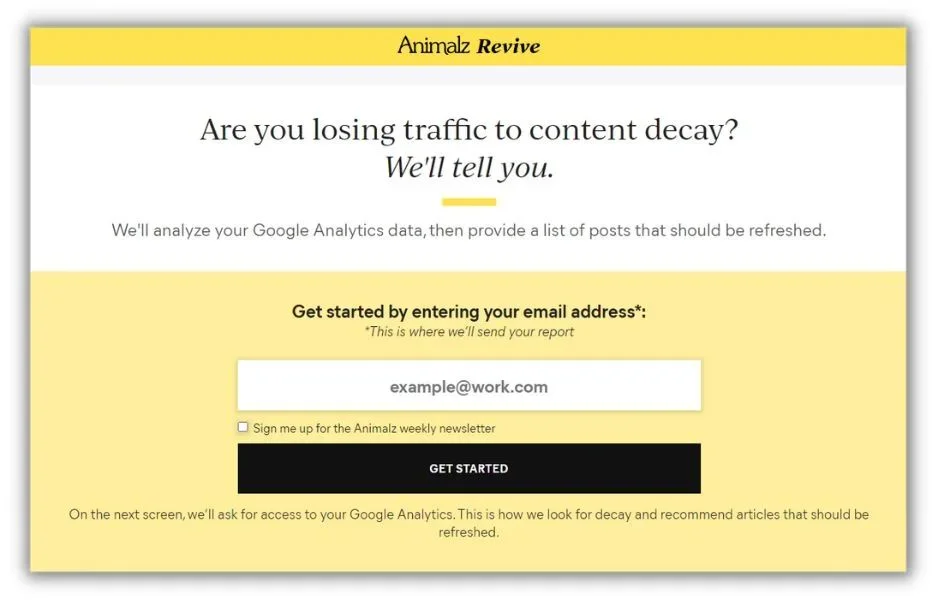 Animalz Revive
Are you losing traffic to content decay?
We'll tell you.
We'll analyze your Google Analytics data, then provide a list of posts that should be refreshed.
Get started by entering your email address*:
*This is where we'll send your report
example@work.com
Sign me up for the Animalz weekly newsletter
GET STARTED
On the next screen, we'll ask for access to your Google Analytics. This is how we look for decay and recommend articles that should be
refreshed.